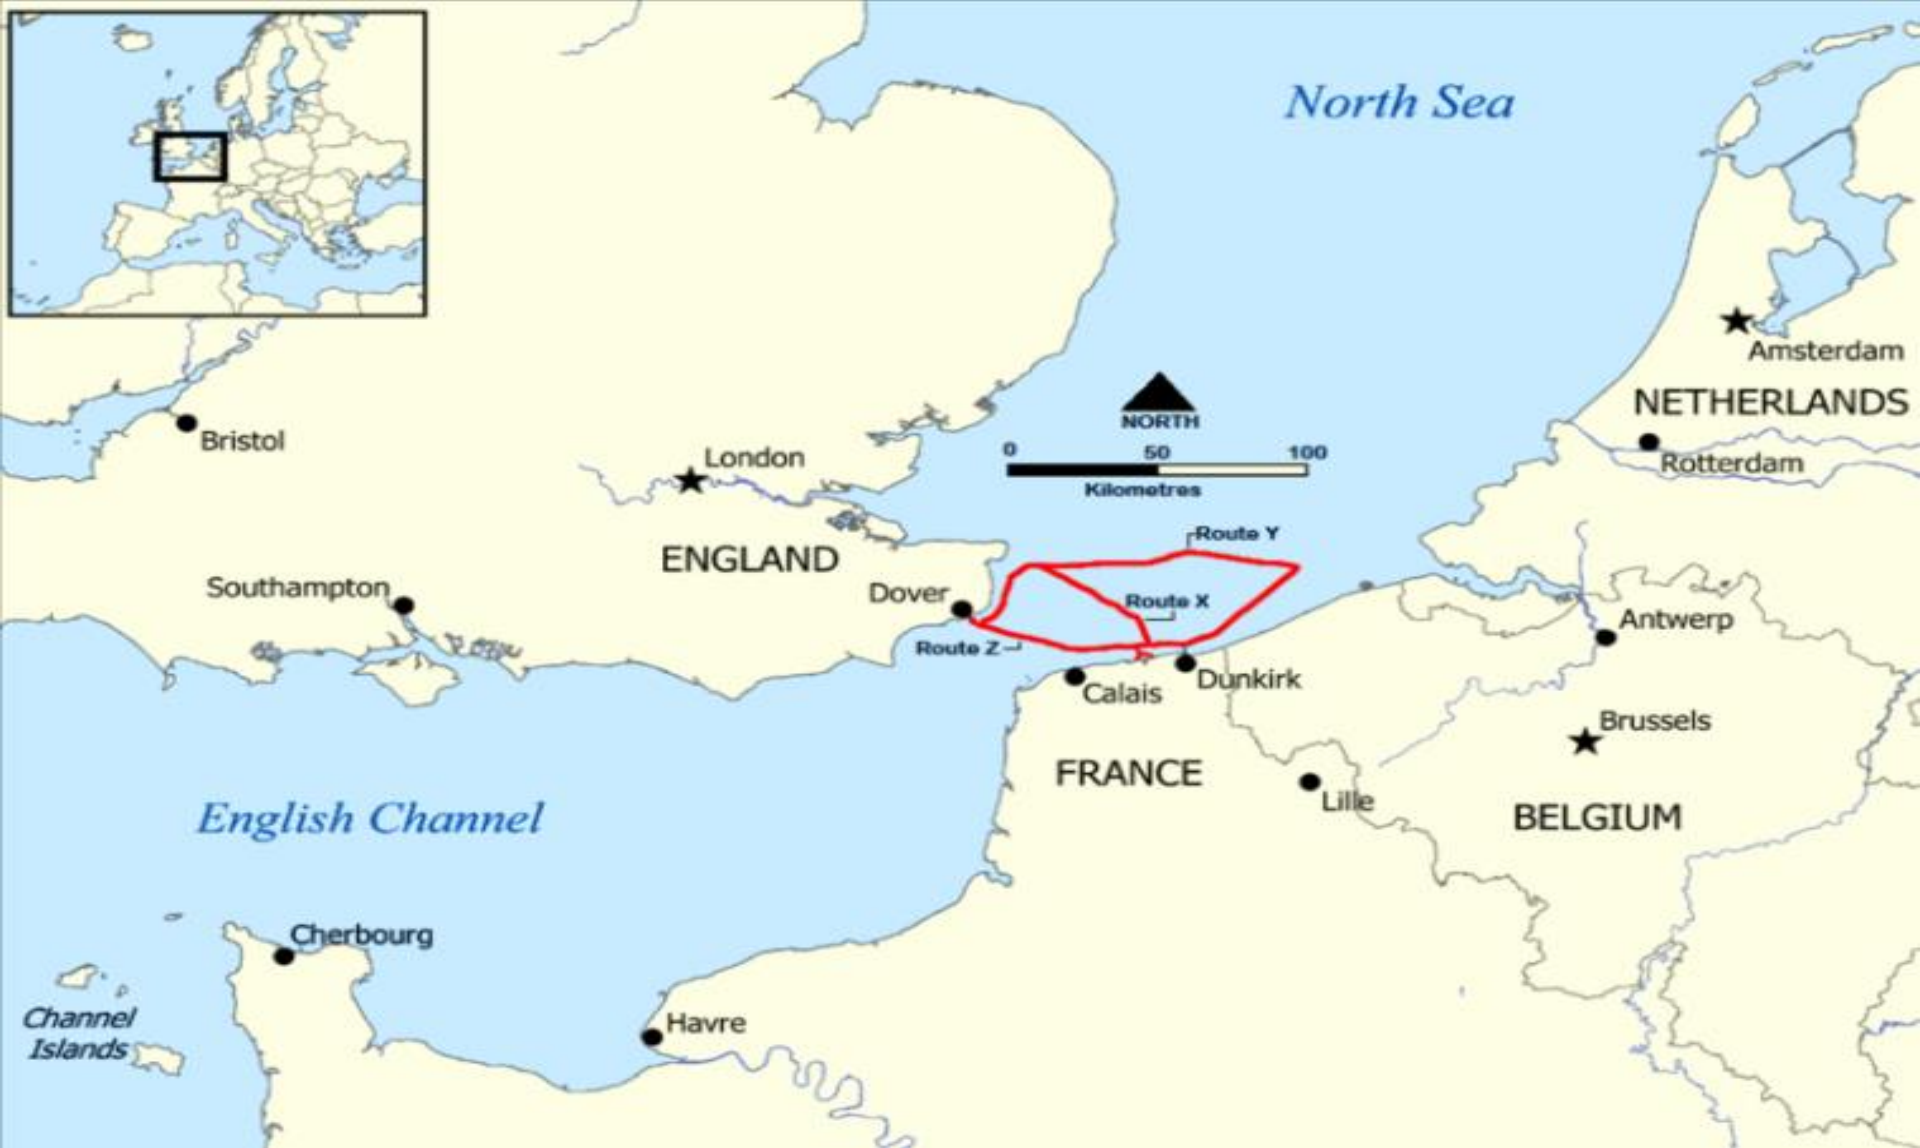 North Sea
Amsterdam
NETHERLANDS
NORTH
0 50 100
Kilometres
Bristol
London
Rotterdam
ENGLAND
Route Y
Southampton
Dover
Route X
Antwerp
Route Z
Calais
Dunkirk
Brussels
FRANCE
Lille
BELGIUM
English Channel
Cherbourg
Channel
Islands
Havre